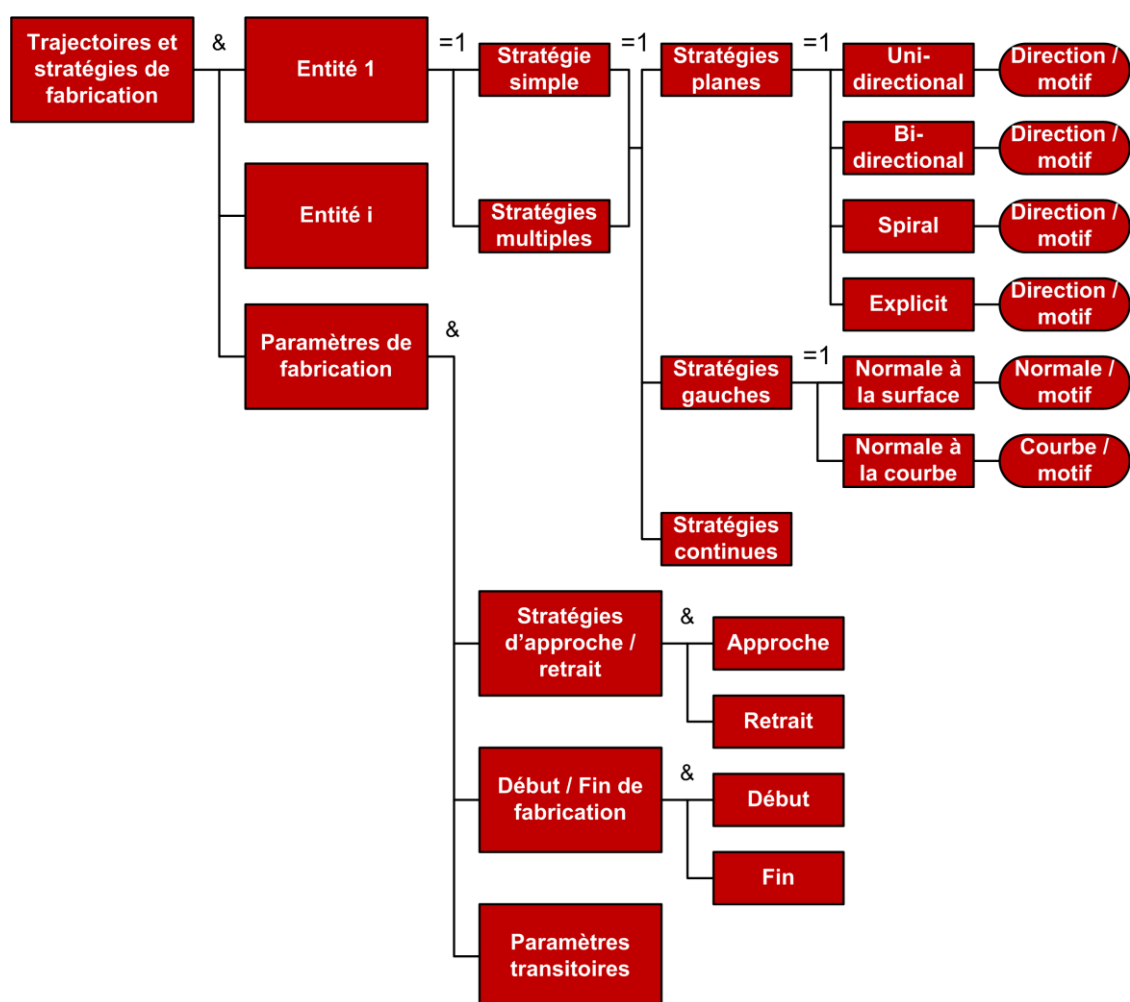 Trajectoires et
stratégies de
fabrication
&
Entité 1
=1
Stratégie
simple
=1
Stratégies
planes
=1
Uni-
directional
Direction /
motif
Bi-
directional
Direction /
motif
Entité i
Stratégies
multiples
Spiral
Direction /
motif
Explicit
Direction /
motif
Paramètres de
fabrication
&
Stratégies
gauches
=1
Normale à
la surface
Normale /
motif
Normale à
la courbe
Courbe /
motif
Stratégies
continues
Stratégies
d'approche /
retrait
&
Approche
Retrait
Début / Fin de
fabrication
&
Début
Fin
Paramètres
transitoires